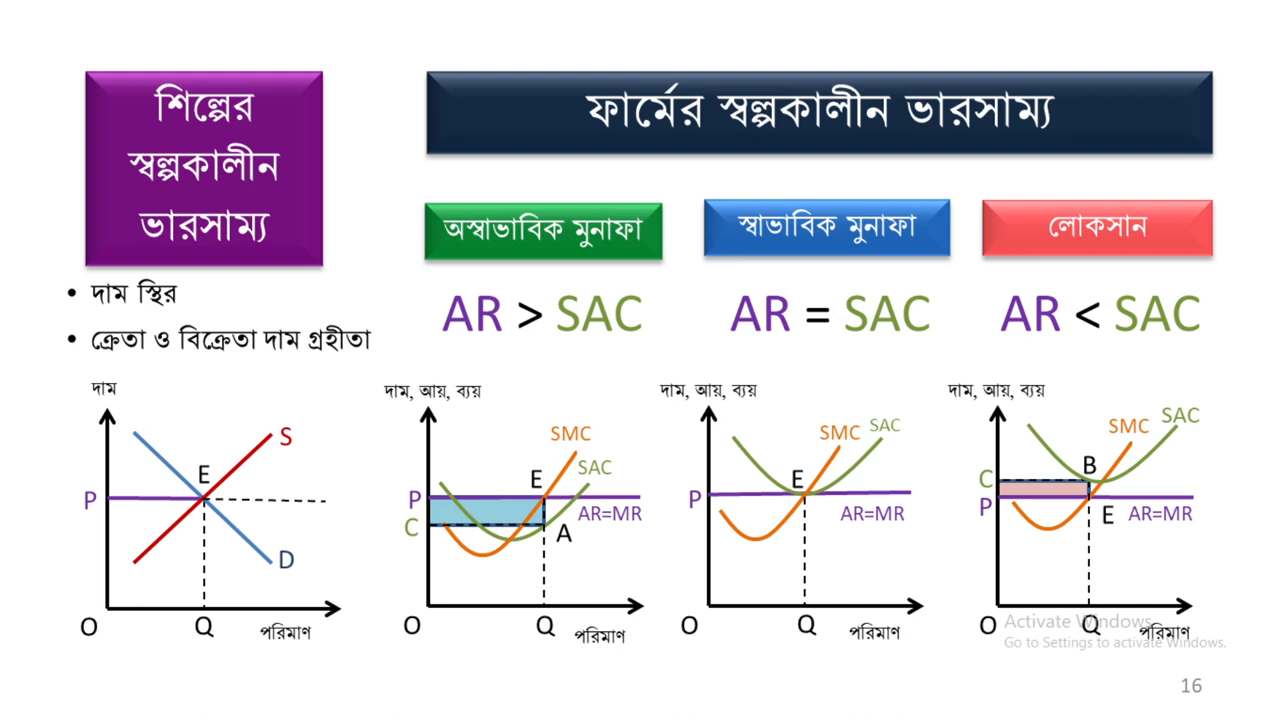 শিল্পের
স্বল্পকালীন
ভারসাম্য
ফার্মের স্বল্পকালীন ভারসাম্য
অস্বাভাবিক মুনাফা
স্বাভাবিক মুনাফা
লোকসান
• দাম স্থির
• ক্রেতা ও বিক্রেতা দাম গ্রহীতা
AR > SAC
AR = SAC
AR < SAC
দাম
S
E
P
D
O
Q
পরিমাণ
দাম, আয়, ব্যয়
SMC
SAC
E
P
AR=MR
C
A
O
Q
পরিমাণ
দাম, আয়, ব্যয়
SMC
SAC
E
P
AR=MR
O
Q
পরিমাণ
দাম, আয়, ব্যয়
SAC
SMC
B
C
P
E
AR=MR
O
Q
পরিমাণ
Activate Windows
Go to Settings to activate Windows.
16